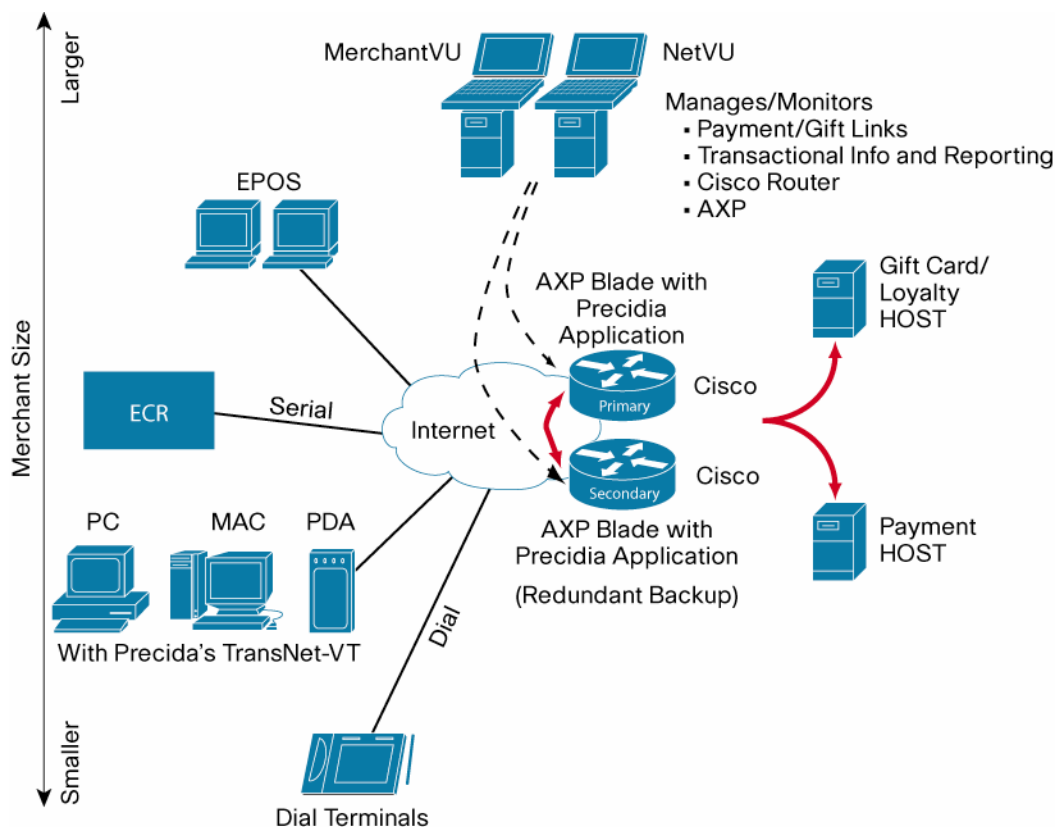 Larger
Merchant Size
Smaller
MerchantVU
NetVU
Manages/Monitors
▪ Payment/Gift Links
▪ Transactional Info and Reporting
▪ Cisco Router
▪ AXP
EPOS
AXP Blade with
Precidia
Application
Gift Card/
Loyalty
HOST
Cisco
Primary
ECR
Serial
Internet
Cisco
Secondary
AXP Blade with
Precidia Application
(Redundant Backup)
Payment
HOST
PC
MAC
PDA
With Precida's TransNet-VT
Dial
Dial Terminals